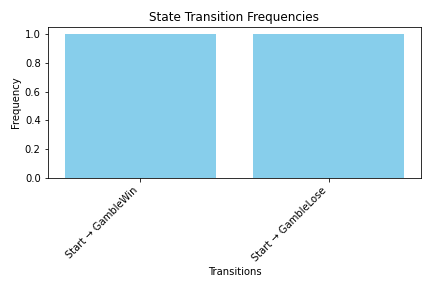 State Transition Frequencies
1.0
0.8
0.6
0.4
0.2
0.0
Frequency
Start → GambleWin
Start → GambleLose
Transitions